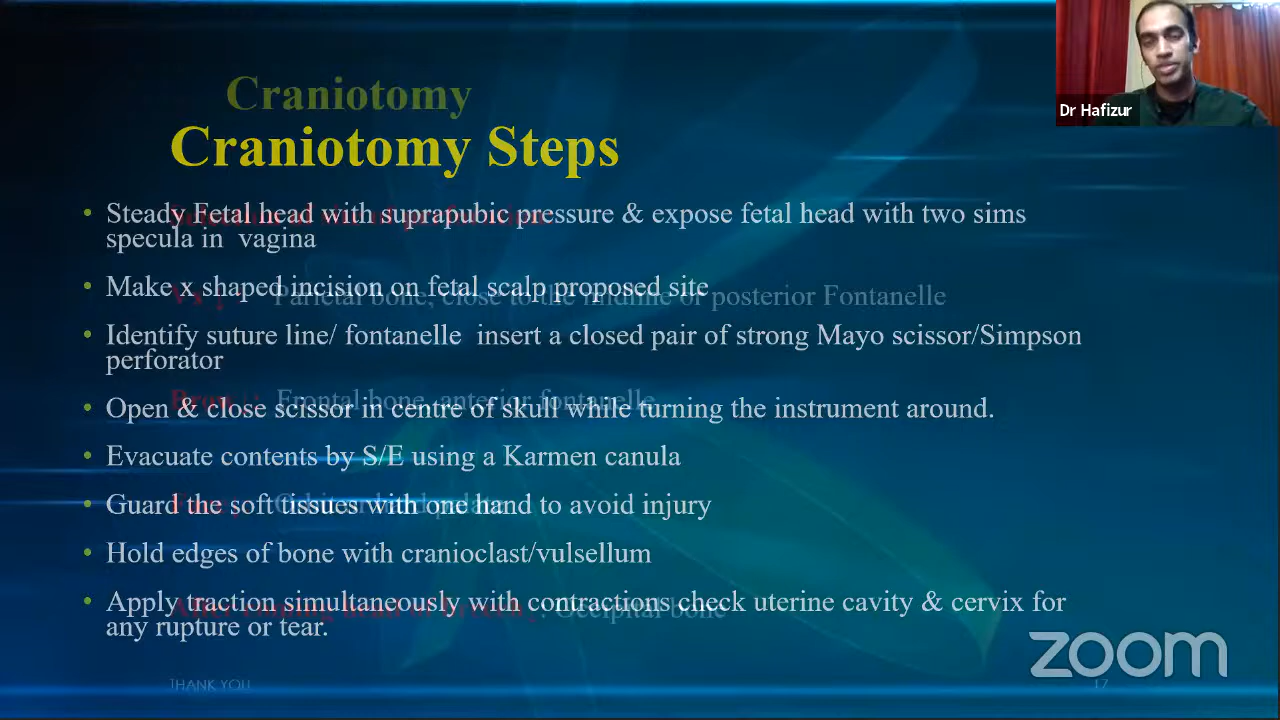 Dr Hafizur
Craniotomy
Craniotomy Steps
• Steady Fetal head with suprapubic pressure & expose fetal head with two sims
specula in vagina
• Make x shaped incision on fetal scalp proposed site
Parietal bone, close to the midline or posterior Fontanelle
• Identify suture line/ fontanelle insert a closed pair of strong Mayo scissor/Simpson
perforator
Frontal bone, anterior fontanelle
• Open & close scissor in centre of skull while turning the instrument around.
• Evacuate contents by S/E using a Karmen canula
• Guard the soft tissues with one hand to avoid injury
• Hold edges of bone with cranioclast/vulsellum
• Apply traction simultaneously with contractions check uterine cavity & cervix for
any rupture or tear.
: Occipital bone
zoom
THANK YOU
17